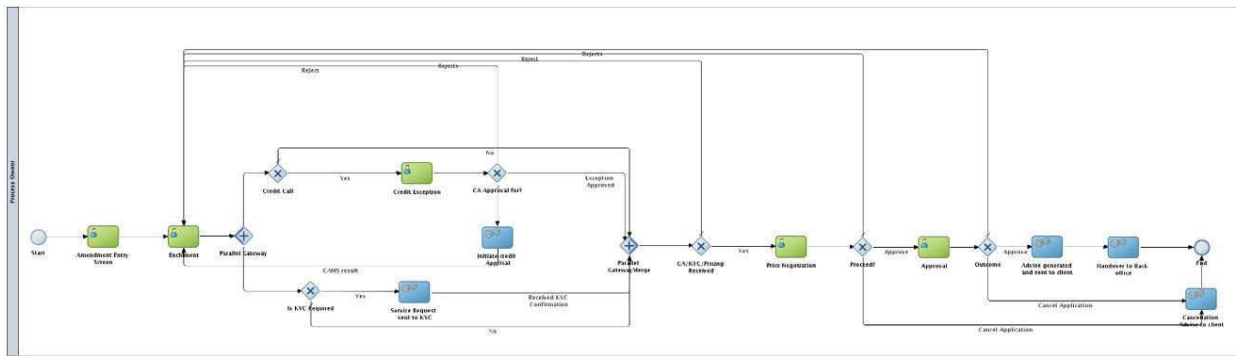 Process Owner
Rejects
Reject
Rejects
Reject
No
Yes
Exception
Approved
Credit Call
Credit Exception
CA Approval for?
Start
Amendment Entry
Screen
Enrichment
Parallel Gateway
Initiate credit
Approval
Parallel
Gateway Merge
CA/KYC/Pricing
Received
Yes
Price Negotiation
Proceed?
Approve
Approval
Outcome
Approve
Advise generated
and sent to client
Handover to Back
office
End
CAMS result
Is KYC Required
Yes
Service Request
sent to KYC
Received KYC
Confirmation
No
Cancel Application
Cancel Application
Cancellation
Advise to client